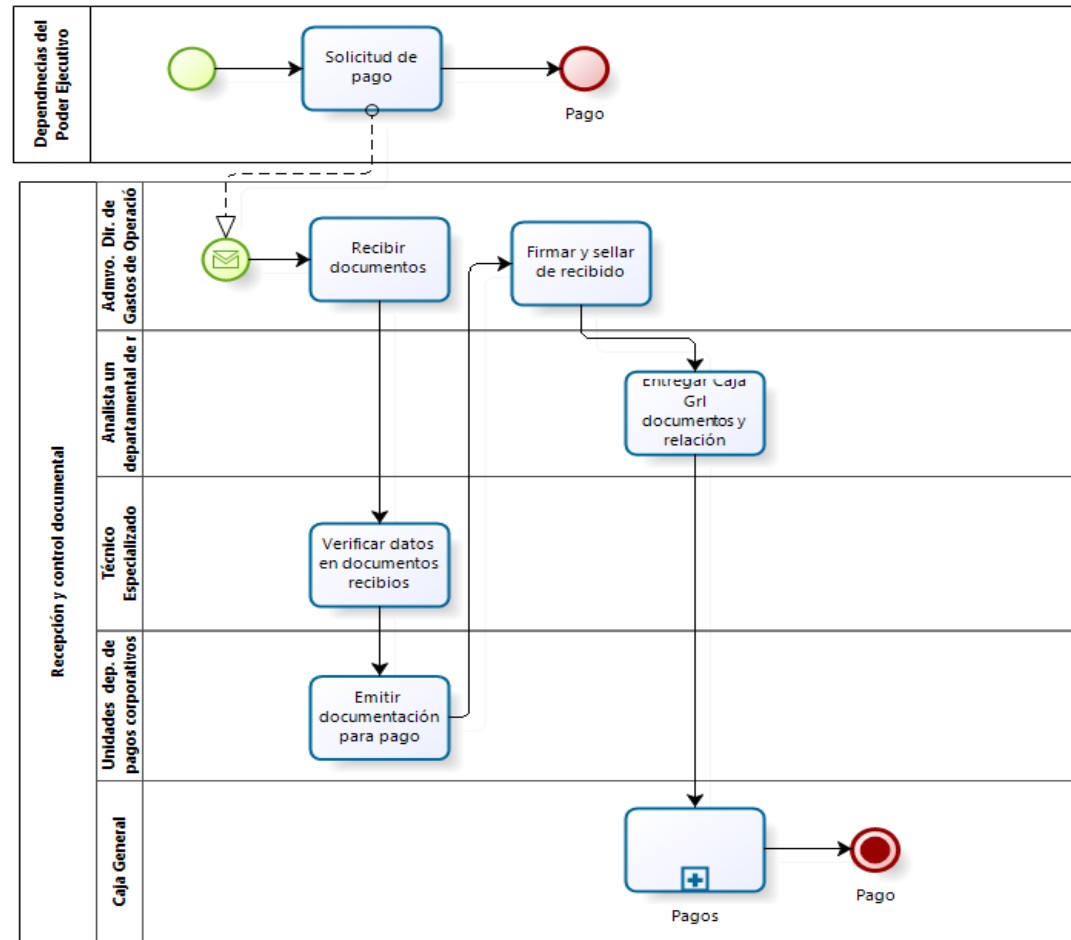 Dependnecias del
Poder Ejecutivo
Solicitud de
pago
Pago
Recepción y control documental
Admvo. Dir. de
Gastos de Operació
Recibir
documentos
Firmar y sellar
de recibido
Analista un
departamental de r
Entregar Caja
Grl
documentos y
relación
Técnico
Especializado
Verificar datos
en documentos
recibios
Unidades dep. de
pagos corporativos
Emitir
documentación
para pago
Caja General
Pagos
Pago